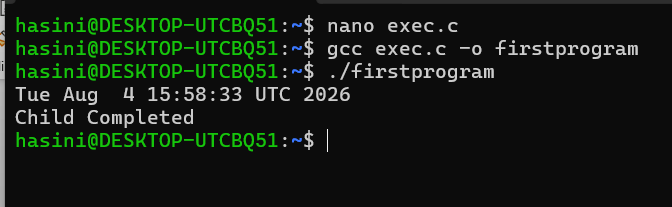 hasini@DESKTOP-UTCBQ51:~$ nano exec.c
hasini@DESKTOP-UTCBQ51:~$ gcc exec.c -o firstprogram
hasini@DESKTOP-UTCBQ51:~$ ./firstprogram
Tue Aug  4 15:58:33 UTC 2026
Child Completed
hasini@DESKTOP-UTCBQ51:~$